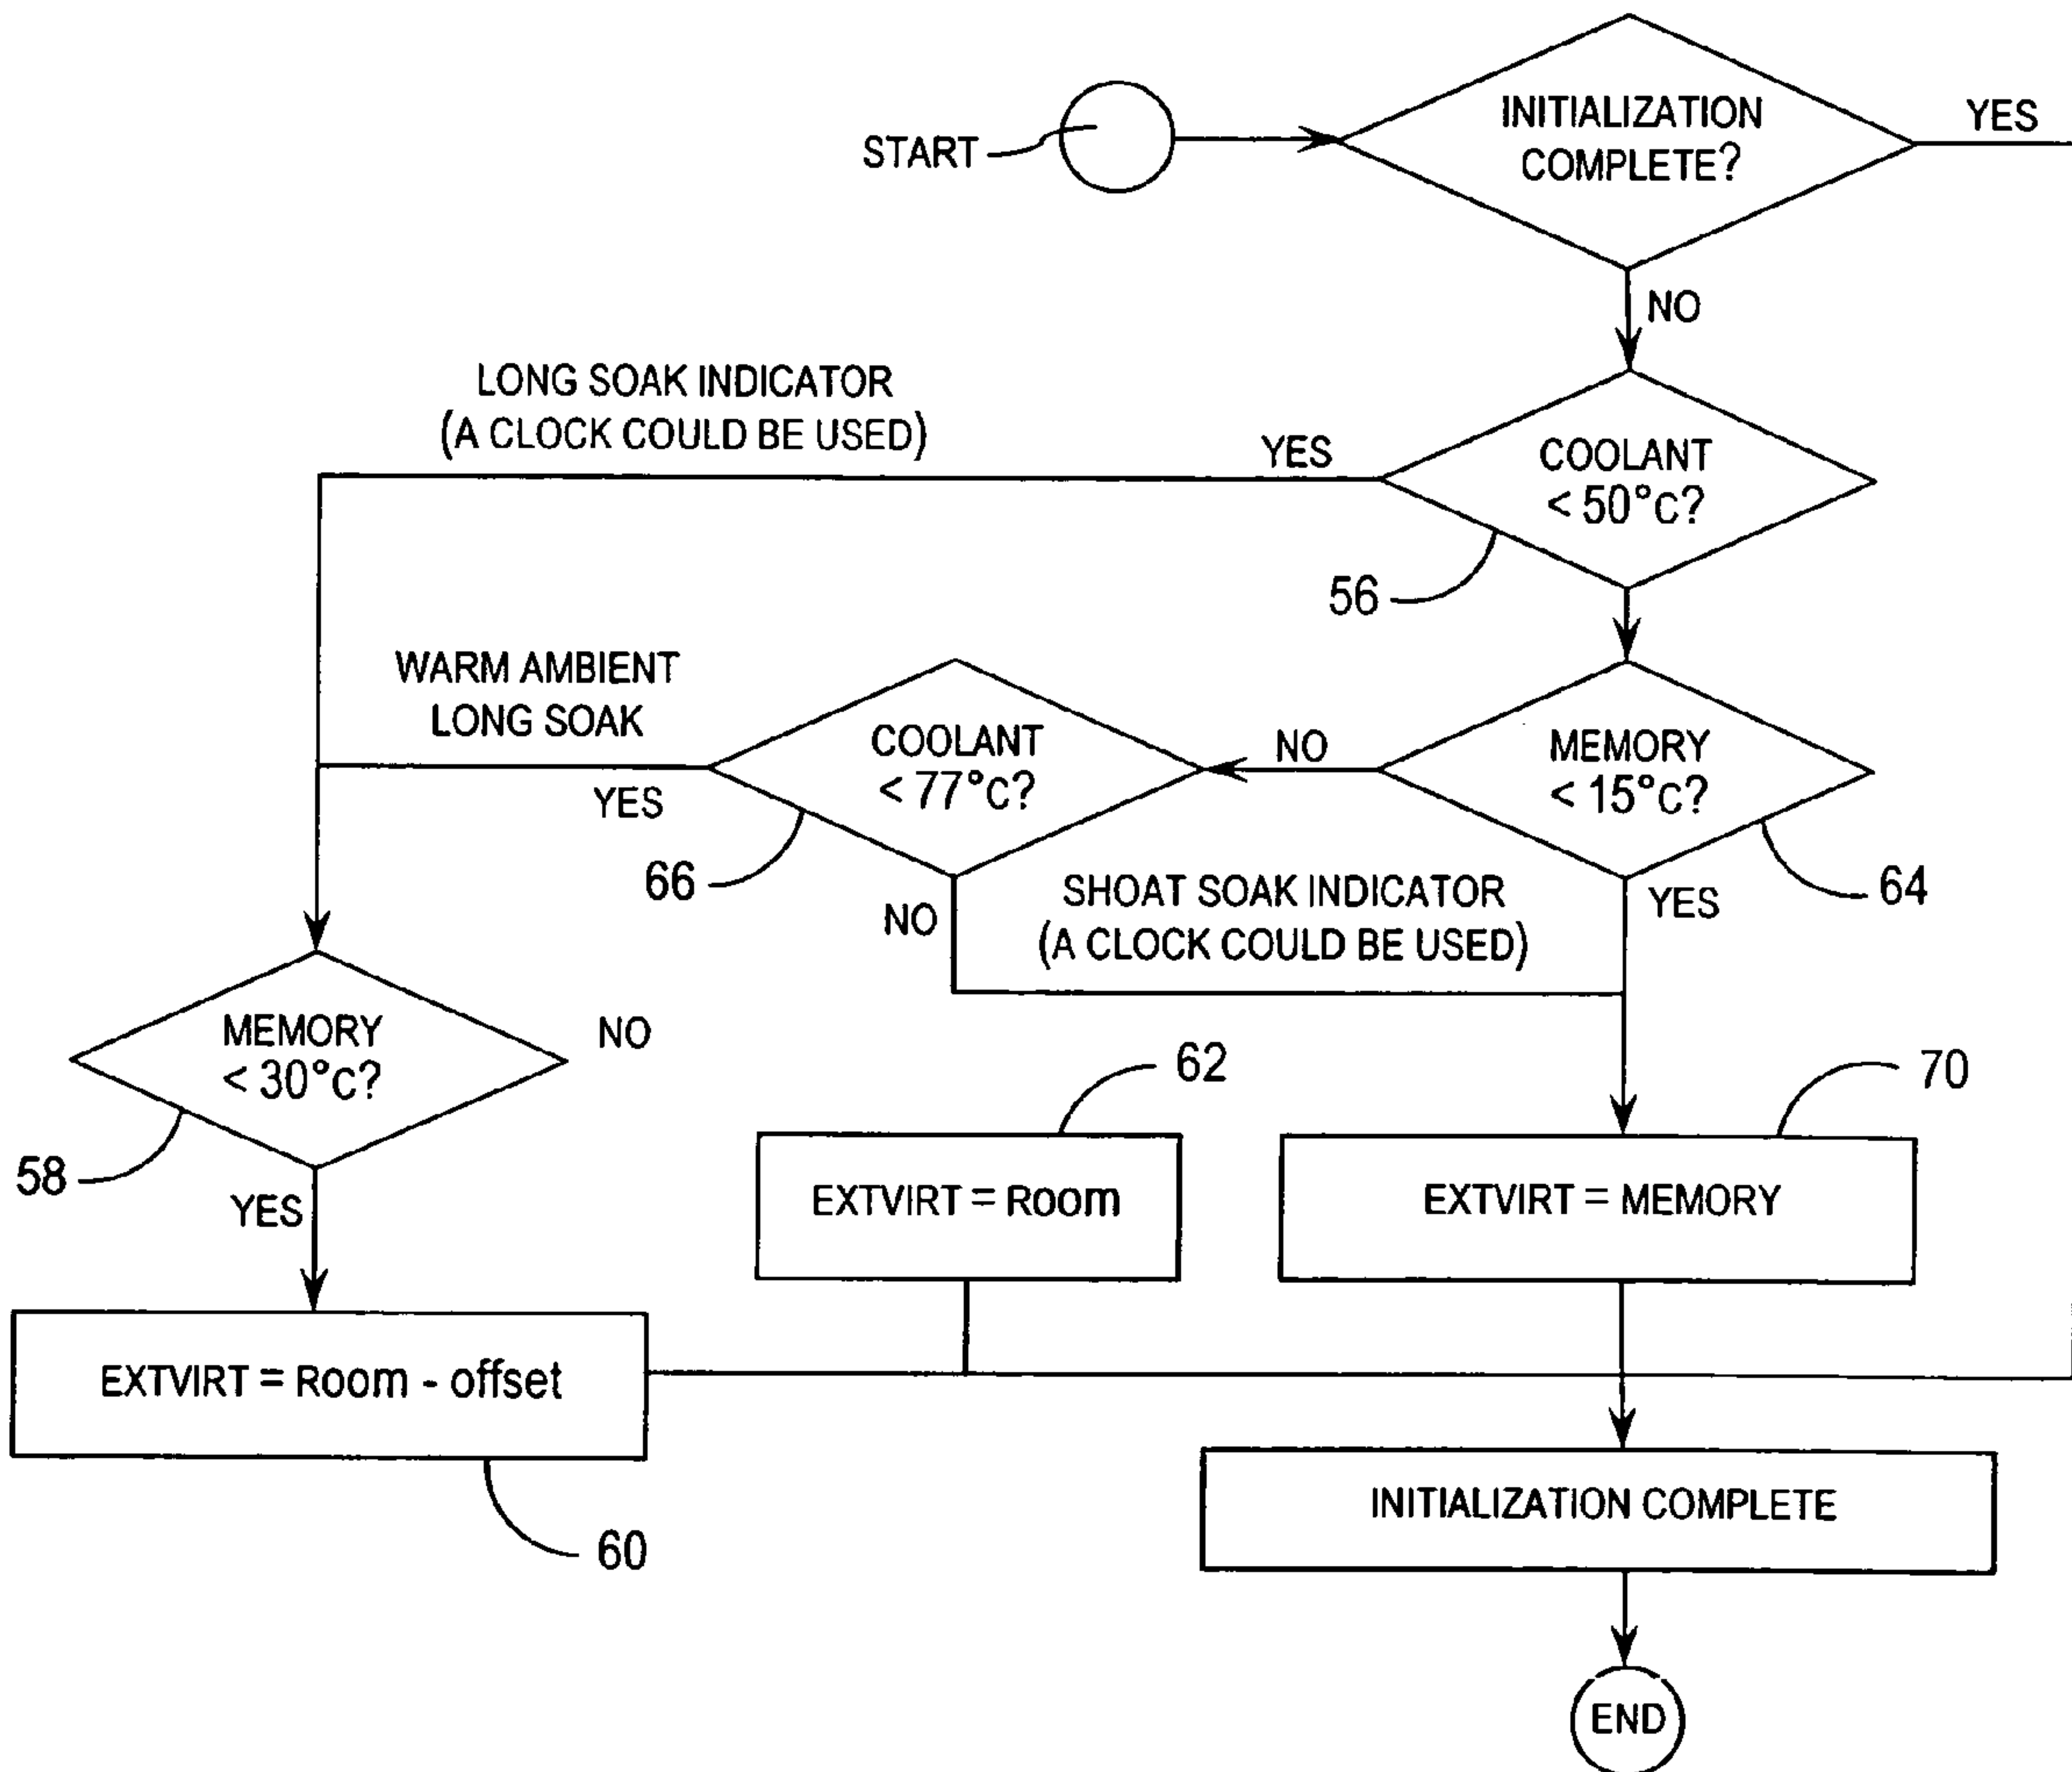 START
INITIALIZATION
COMPLETE?
YES
NO
LONG SOAK INDICATOR
(A CLOCK COULD BE USED)
YES
COOLANT
< 50°C?
56
WARM AMBIENT
LONG SOAK
YES
COOLANT
< 77°C?
66
NO
MEMORY
< 15°C?
64
NO
SHOAT SOAK INDICATOR
(A CLOCK COULD BE USED)
YES
MEMORY
< 30°C?
NO
58
YES
62
70
EXTVIRT = Room
EXTVIRT = MEMORY
EXTVIRT = Room - offset
60
INITIALIZATION COMPLETE
END